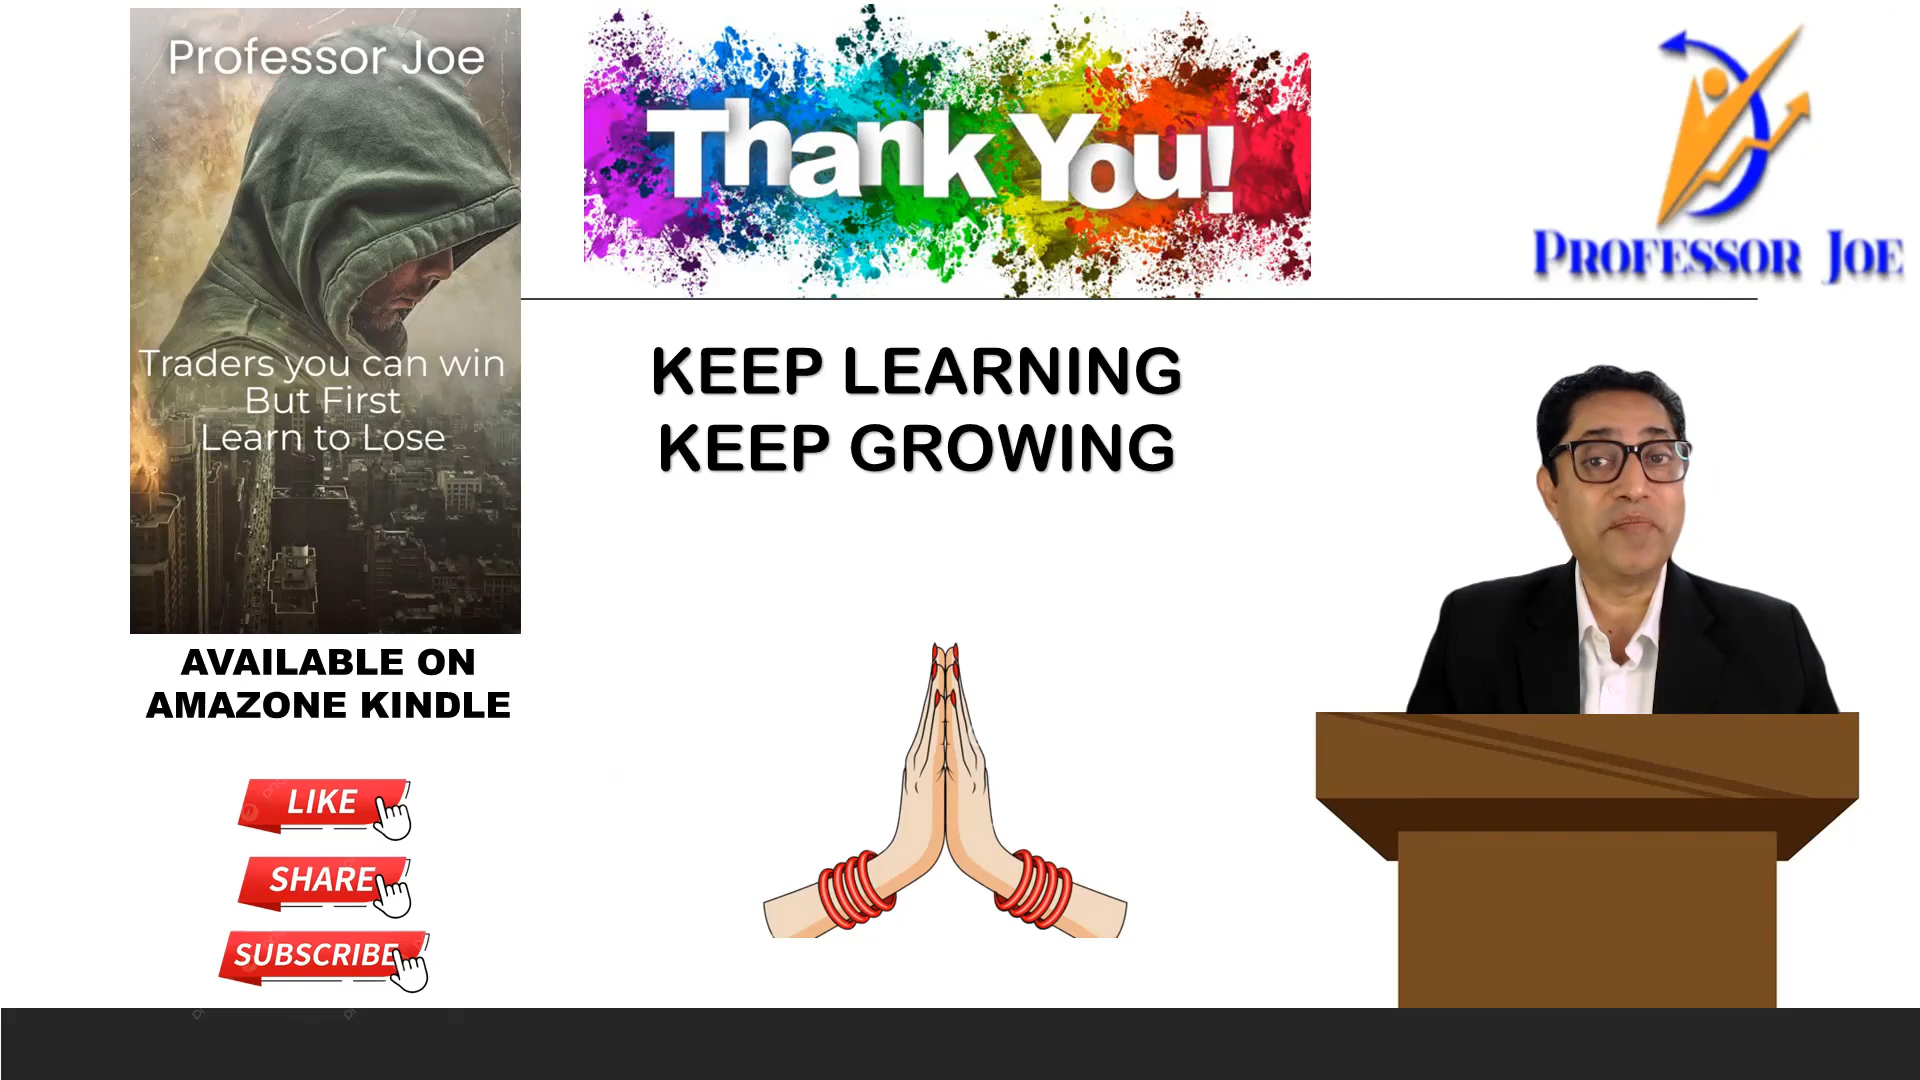 Professor Joe
Traders you can win
But First
Learn to Lose
AVAILABLE ON
AMAZONE KINDLE
LIKE
SHARE
SUBSCRIBE
Thank You!
KEEP LEARNING
KEEP GROWING
PROFESSOR JOE